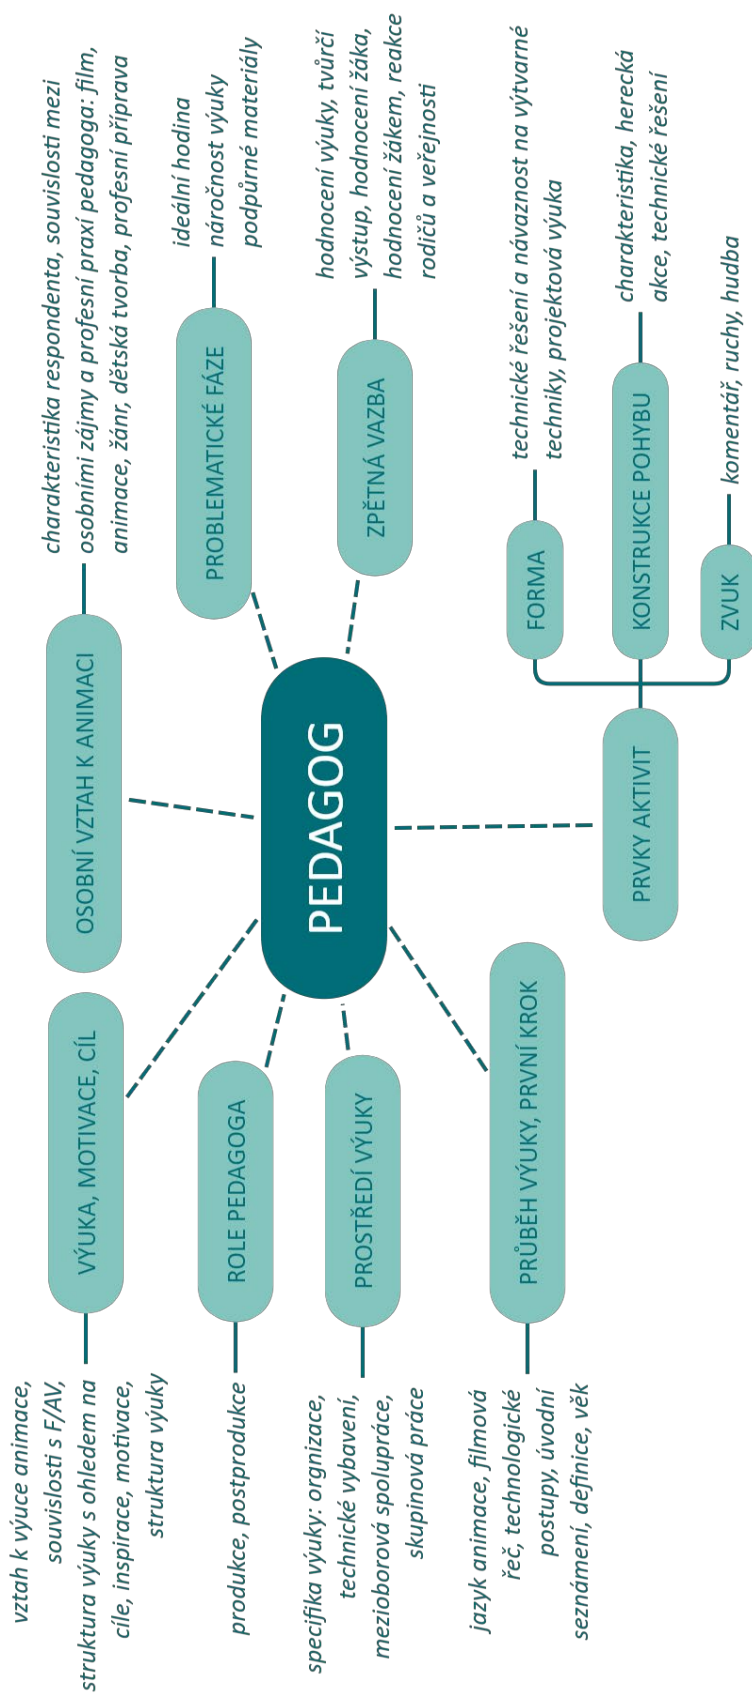 vztah k výuce animace,
souvislosti s F/AV,
struktura výuky s ohledem na
cíle, inspirace, motivace,
struktura výuky
VÝUKA, MOTIVACE, CÍL
OSOBNÍ VZTAH K ANIMACI
charakteristika respondenta, souvislosti mezi
osobními zájmy a profesní praxí pedagoga: film,
animace, žánr, dětská tvorba, profesní příprava
produkce, postprodukce
ROLE PEDAGOGA
PROBLEMATICKÉ FÁZE
ideální hodina
náročnost výuky
podpůrné materiály
PEDAGOG
specifika výuky: orgnizace,
technické vybavení,
mezioborová spolupráce,
skupinová práce
PROSTŘEDÍ VÝUKY
ZPĚTNÁ VAZBA
hodnocení výuky, tvůrčí
výstup, hodnocení žáka,
hodnocení žákem, reakce
rodičů a veřejnosti
jazyk animace, filmová
řeč, technologické
postupy, úvodní
seznámení, definice, věk
PRŮBĚH VÝUKY, PRVNÍ KROK
PRVKY AKTIVIT
FORMA
technické řešení a návaznost na výtvarné
techniky, projektová výuka
KONSTRUKCE POHYBU
charakteristika, herecká
akce, technické řešení
ZVUK
komentář, ruchy, hudba